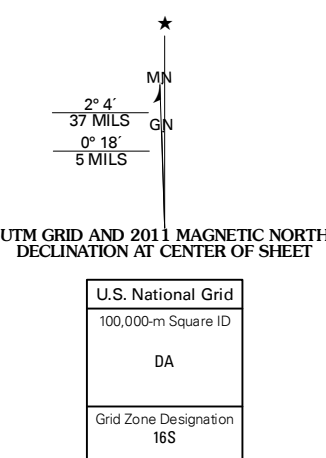 MN
2° 4´
37 MILS
GN
0° 18´
5 MILS
UTM GRID AND 2011 MAGNETIC NORTH
DECLINATION AT CENTER OF SHEET
U.S. National Grid
100,000-m Square ID
DA
Grid Zone Designation
16S